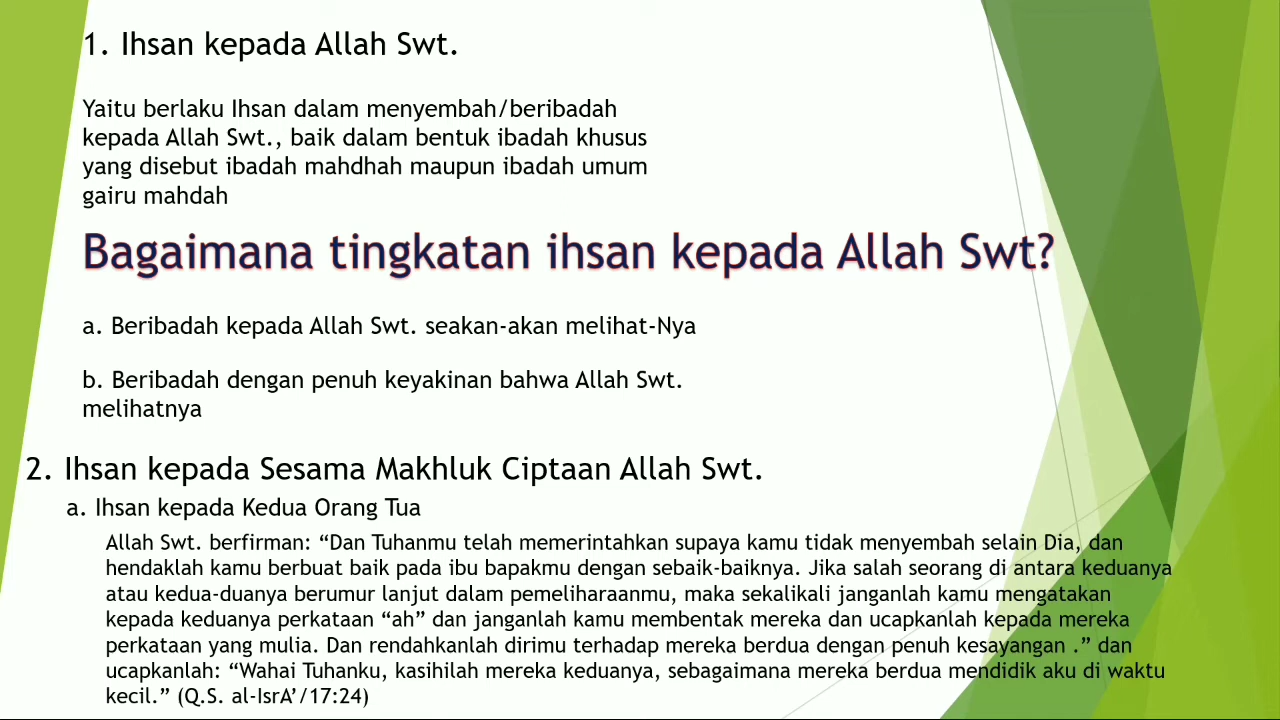 1. Ihsan kepada Allah Swt.
Yaitu berlaku Ihsan dalam menyembah/beribadah
kepada Allah Swt., baik dalam bentuk ibadah khusus
yang disebut ibadah mahdhah maupun ibadah umum
gairu mahdah
Bagaimana tingkatan ihsan kepada Allah Swt?
a. Beribadah kepada Allah Swt. seakan-akan melihat-Nya
b. Beribadah dengan penuh keyakinan bahwa Allah Swt.
melihatnya
2. Ihsan kepada Sesama Makhluk Ciptaan Allah Swt.
a. Ihsan kepada Kedua Orang Tua
Allah Swt. berfirman: “Dan Tuhanmu telah memerintahkan supaya kamu tidak menyembah selain Dia, dan
hendaklah kamu berbuat baik pada ibu bapakmu dengan sebaik-baiknya. Jika salah seorang di antara keduanya
atau kedua-duanya berumur lanjut dalam pemeliharaanmu, maka sekalikali janganlah kamu mengatakan
kepada keduanya perkataan “ah” dan janganlah kamu membentak mereka dan ucapkanlah kepada mereka
perkataan yang mulia. Dan rendahkanlah dirimu terhadap mereka berdua dengan penuh kesayangan .” dan
ucapkanlah: “Wahai Tuhanku, kasihilah mereka keduanya, sebagaimana mereka berdua mendidik aku di waktu
kecil.” (Q.S. al-IsrA’/17:24)